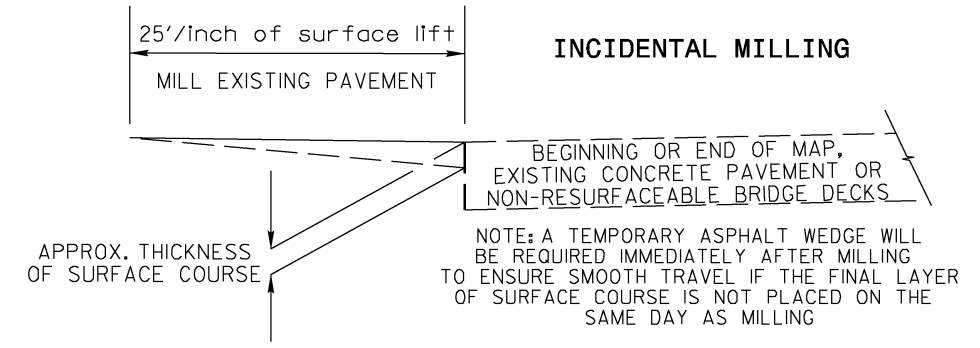 25'/inch of surface lift
INCIDENTAL MILLING
MILL EXISTING PAVEMENT
BEGINNING OR END OF MAP,
EXISTING CONCRETE PAVEMENT OR
NON-RESURFACEABLE BRIDGE DECKS
APPROX. THICKNESS
OF SURFACE COURSE
NOTE: A TEMPORARY ASPHALT WEDGE WILL
BE REQUIRED IMMEDIATELY AFTER MILLING
TO ENSURE SMOOTH TRAVEL IF THE FINAL LAYER
OF SURFACE COURSE IS NOT PLACED ON THE
SAME DAY AS MILLING